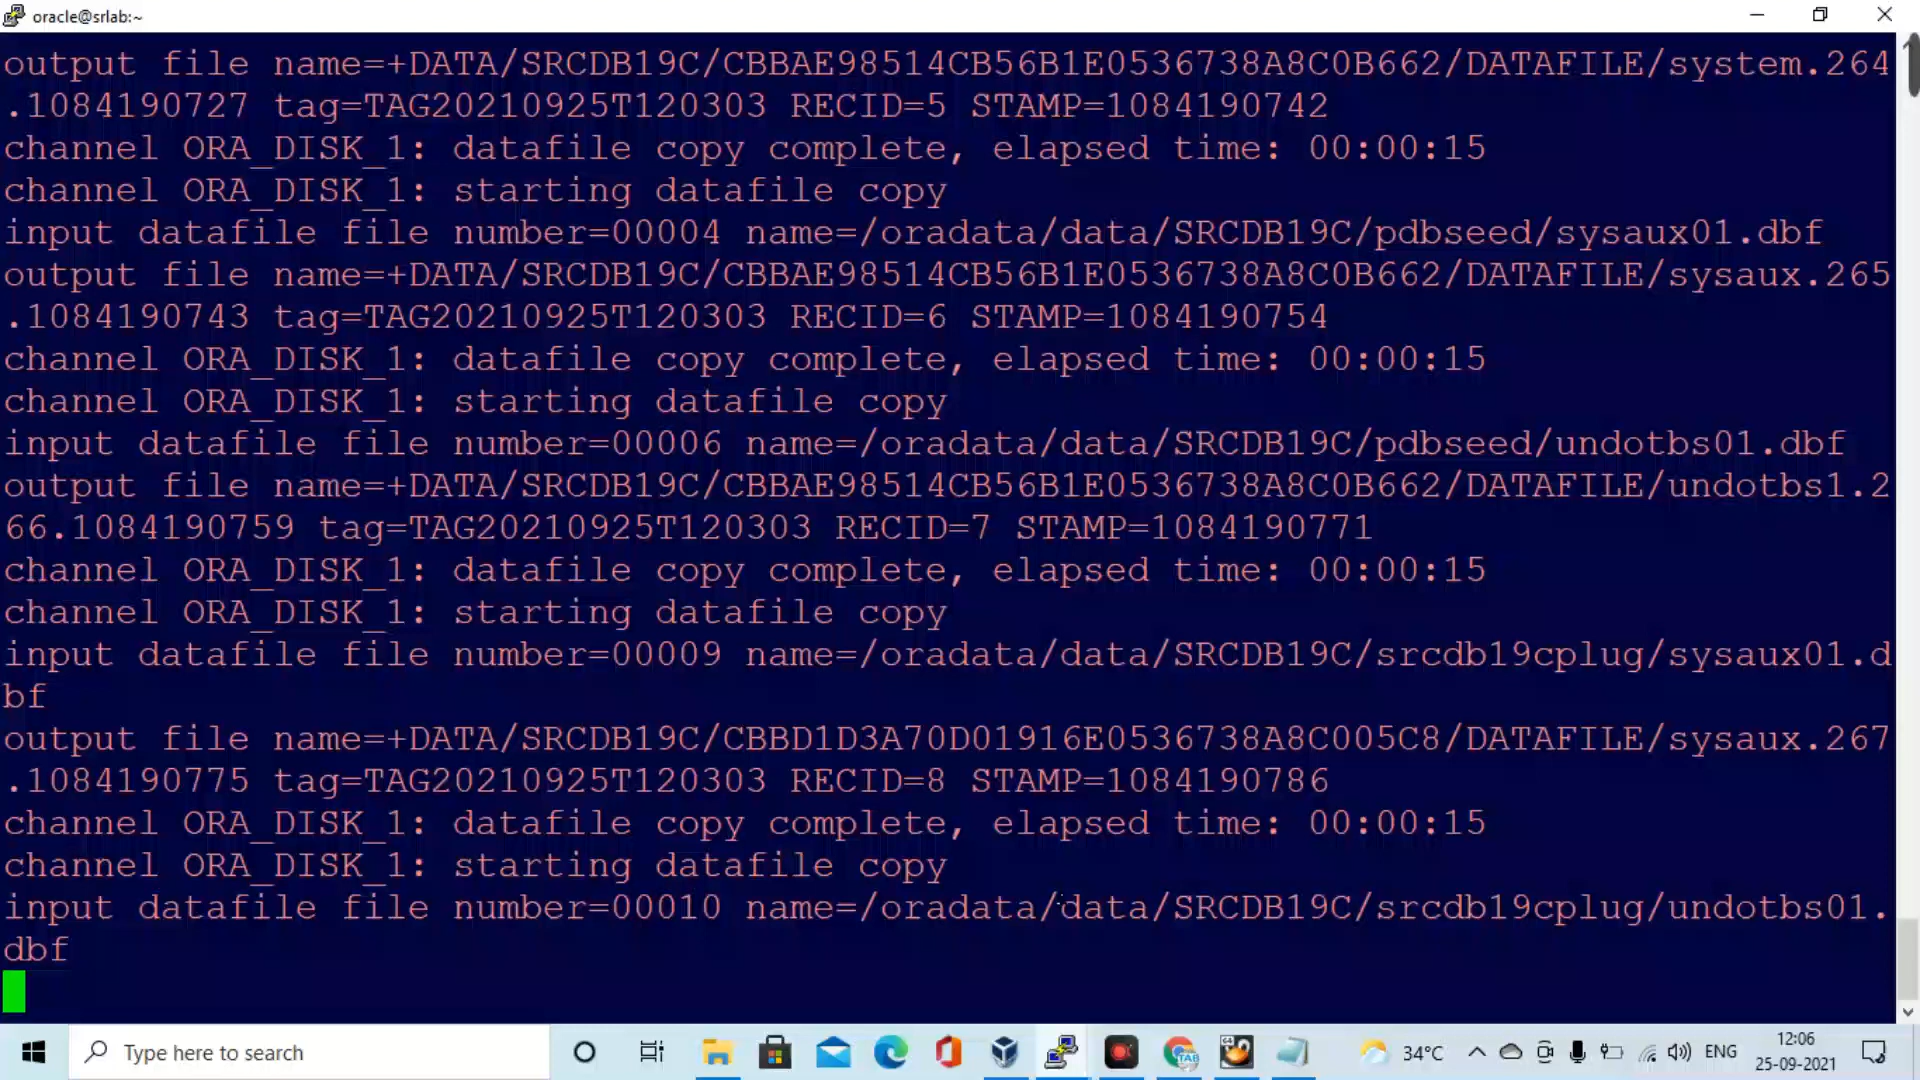 oracle@srlab:~
output file name=+DATA/SRCDB19C/CBBAE98514CB56B1E0536738A8C0B662/DATAFILE/system.264
.1084190727 tag=TAG20210925T120303 RECID=5 STAMP=1084190742
channel ORA_DISK_1: datafile copy complete, elapsed time: 00:00:15
channel ORA_DISK_1: starting datafile copy
input datafile file number=00004 name=/oradata/data/SRCDB19C/pdbseed/sysaux01.dbf
output file name=+DATA/SRCDB19C/CBBAE98514CB56B1E0536738A8C0B662/DATAFILE/sysaux.265
.1084190743 tag=TAG20210925T120303 RECID=6 STAMP=1084190754
channel ORA_DISK_1: datafile copy complete, elapsed time: 00:00:15
channel ORA_DISK_1: starting datafile copy
input datafile file number=00006 name=/oradata/data/SRCDB19C/pdbseed/undotbs01.dbf
output file name=+DATA/SRCDB19C/CBBAE98514CB56B1E0536738A8C0B662/DATAFILE/undotbs1.2
66.1084190759 tag=TAG20210925T120303 RECID=7 STAMP=1084190771
channel ORA_DISK_1: datafile copy complete, elapsed time: 00:00:15
channel ORA_DISK_1: starting datafile copy
input datafile file number=00009 name=/oradata/data/SRCDB19C/srcdb19cplug/sysaux01.d
bf
output file name=+DATA/SRCDB19C/CBBD1D3A70D01916E0536738A8C005C8/DATAFILE/sysaux.267
.1084190775 tag=TAG20210925T120303 RECID=8 STAMP=1084190786
channel ORA_DISK_1: datafile copy complete, elapsed time: 00:00:15
channel ORA_DISK_1: starting datafile copy
input datafile file number=00010 name=/oradata/data/SRCDB19C/srcdb19cplug/undotbs01.
dbf
Type here to search
TAB
34°C
ENG
12:06
25-09-2021